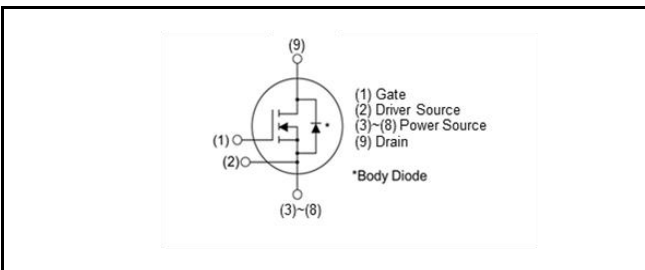 (9)
(1) Gate
(2) Driver Source
(3)~(8) Power Source
(9) Drain
*
(1)
(2)
*Body Diode
(3)~(8)